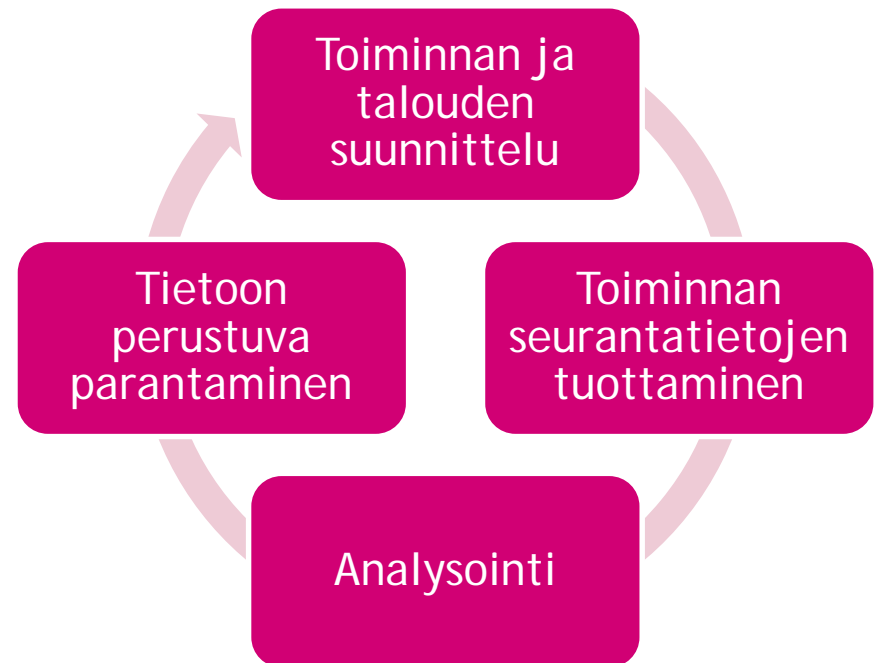 Toiminnan ja
talouden
suunnittelu
Toiminnan
seurantatietojen
tuottaminen
Analysointi
Tietoon
perustuva
parantaminen